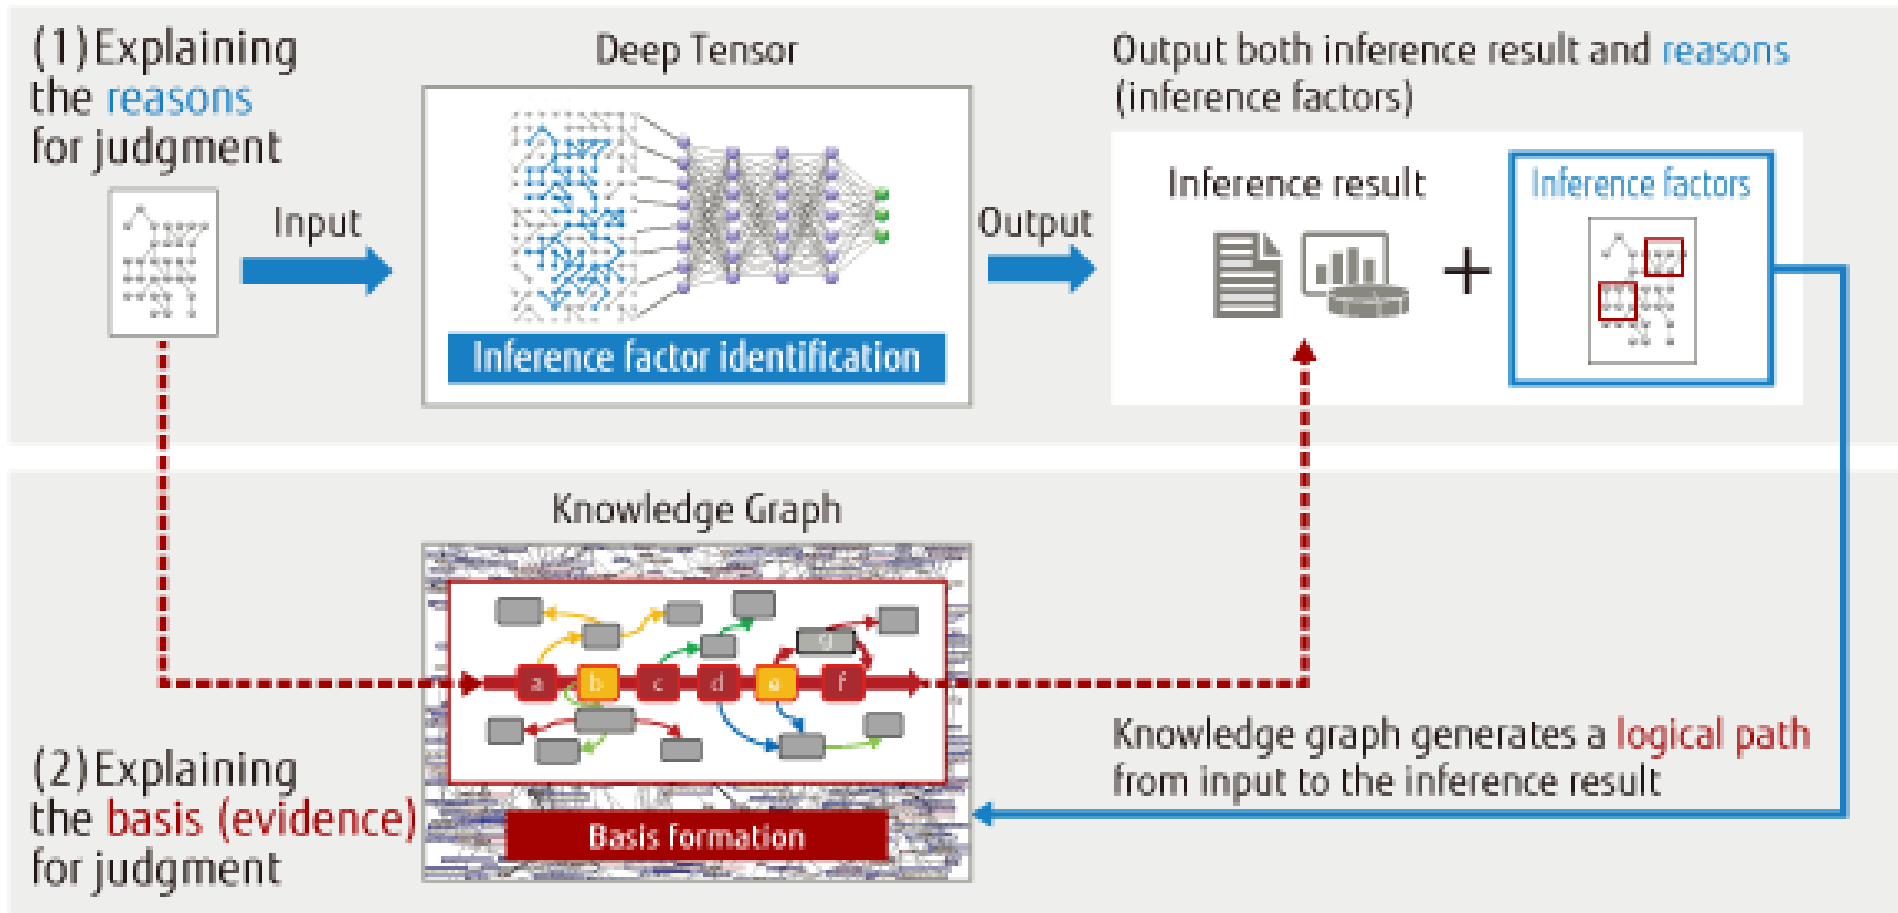 (1) Explaining
the reasons
for judgment
Deep Tensor
Output both inference result and reasons
(inference factors)
Input
Inference factor identification
Output
Inference result
+
Inference factors
Knowledge Graph
g
a
b
c
d
e
f
(2) Explaining
the basis (evidence)
for judgment
Basis formation
Knowledge graph generates a logical path
from input to the inference result